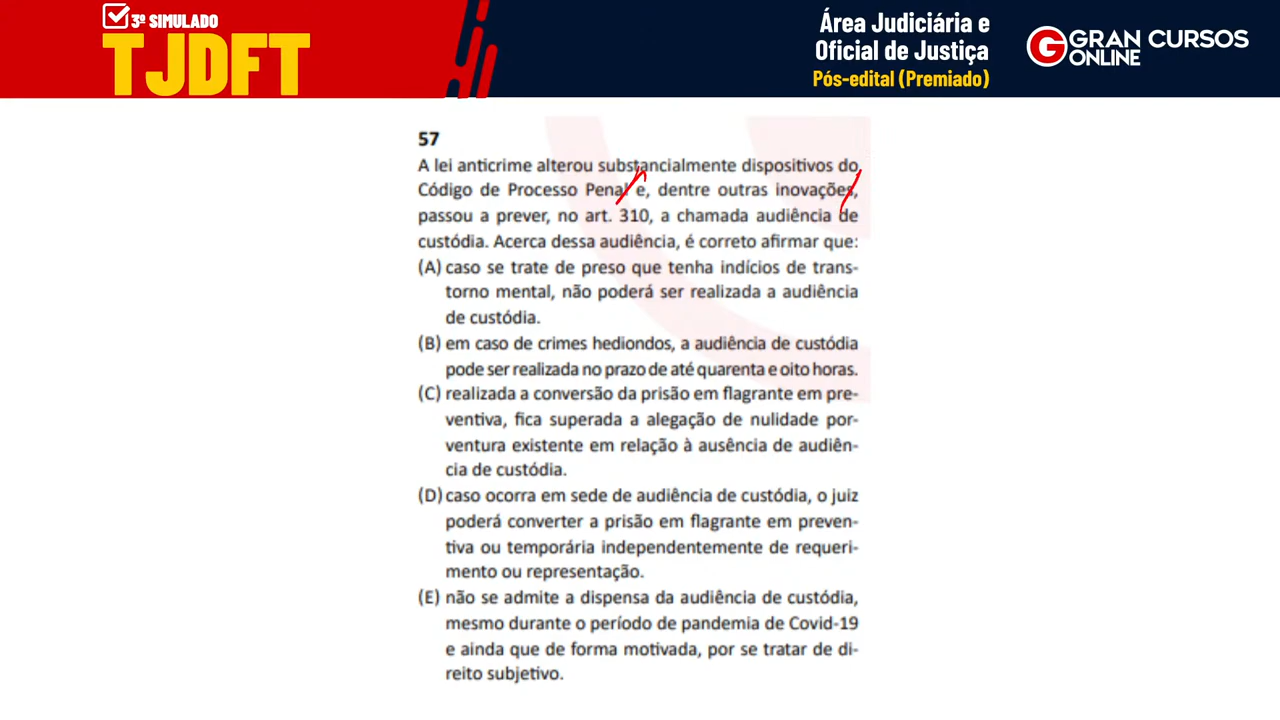 3º SIMULADO
TJDFT
Área Judiciária e
Oficial de Justiça
Pós-edital (Premiado)
GRAN CURSOS
ONLINE
57
A lei anticrime alterou substancialmente dispositivos do
Código de Processo Penal e, dentre outras inovações,
passou a prever, no art. 310, a chamada audiência de
custódia. Acerca dessa audiência, é correto afirmar que:
(A) caso se trate de preso que tenha indícios de trans-
torno mental, não poderá ser realizada a audiência
de custódia.
(B) em caso de crimes hediondos, a audiência de custódia
pode ser realizada no prazo de até quarenta e oito horas.
(C) realizada a conversão da prisão em flagrante em pre-
ventiva, fica superada a alegação de nulidade por-
ventura existente em relação à ausência de audiên-
cia de custódia.
(D) caso ocorra em sede de audiência de custódia, o juiz
poderá converter a prisão em flagrante em preven-
tiva ou temporária independentemente de requeri-
mento ou representação.
(E) não se admite a dispensa da audiência de custódia,
mesmo durante o período de pandemia de Covid-19
e ainda que de forma motivada, por se tratar de di-
reito subjetivo.